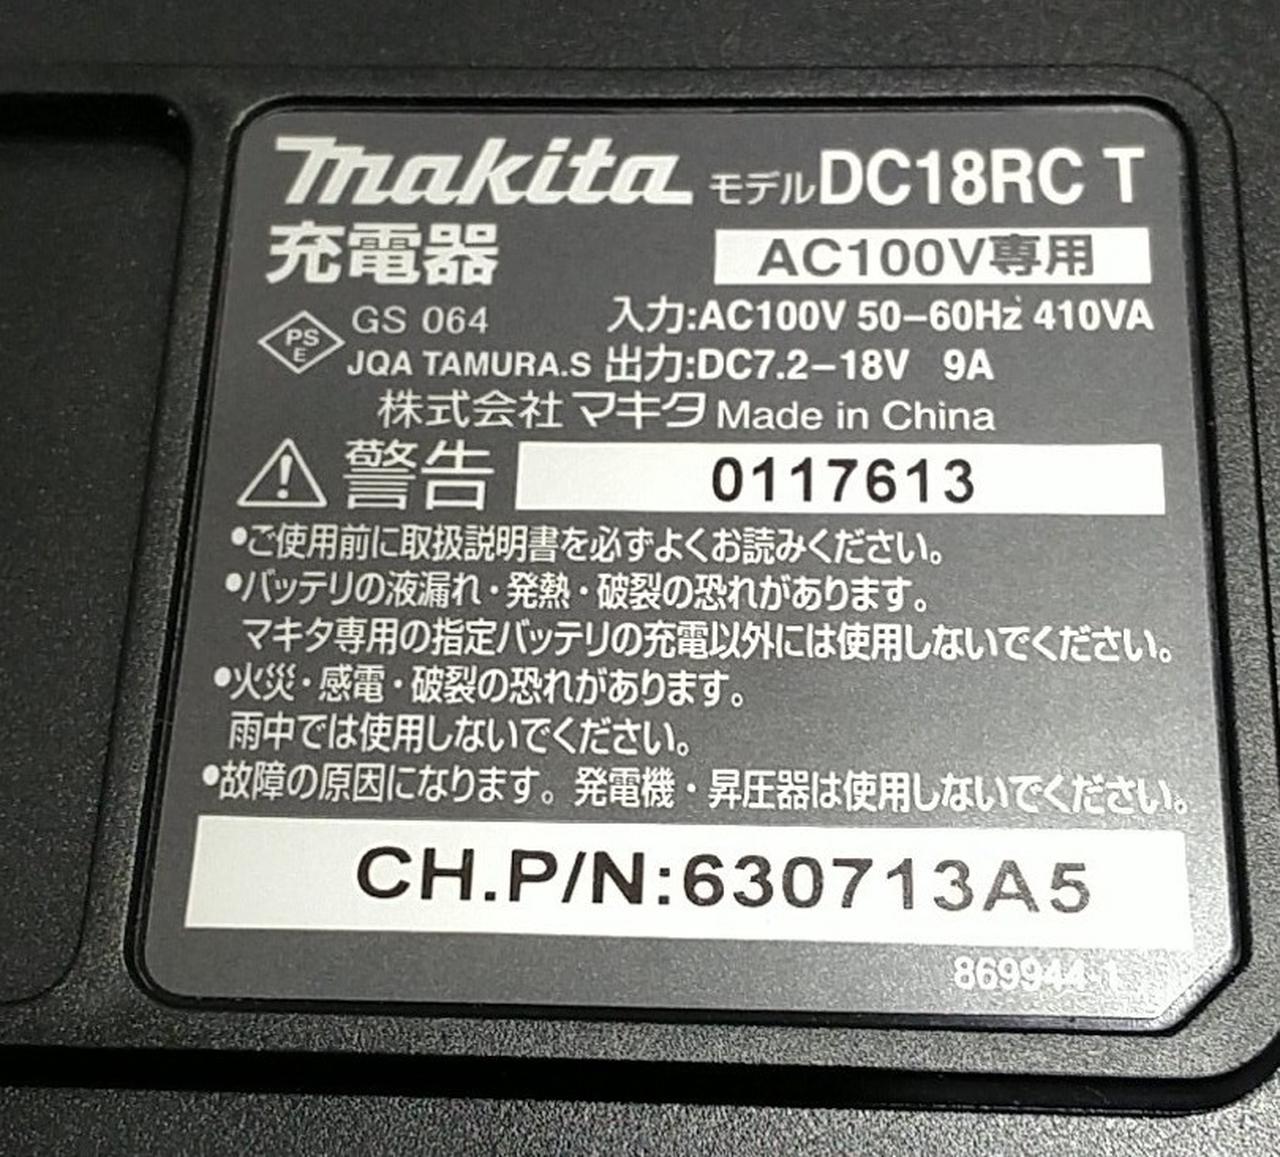 makita モデルDC18RC T
充電器 AC100V専用
PS E GS 064 入力:AC100V 50−60Hz 410VA
JQA TAMURA.S 出力:DC7.2−18V 9A
株式会社マキタ Made in China
警告 0117613
•ご使用前に取扱説明書を必ずよくお読みください。
•バッテリの液漏れ・発熱・破裂の恐れがあります。
マキタ専用の指定バッテリの充電以外には使用しないでください。
•火災・感電・破裂の恐れがあります。
雨中では使用しないでください。
•故障の原因になります。発電機・昇圧器は使用しないでください。
CH.P/N:630713A5
869944-1